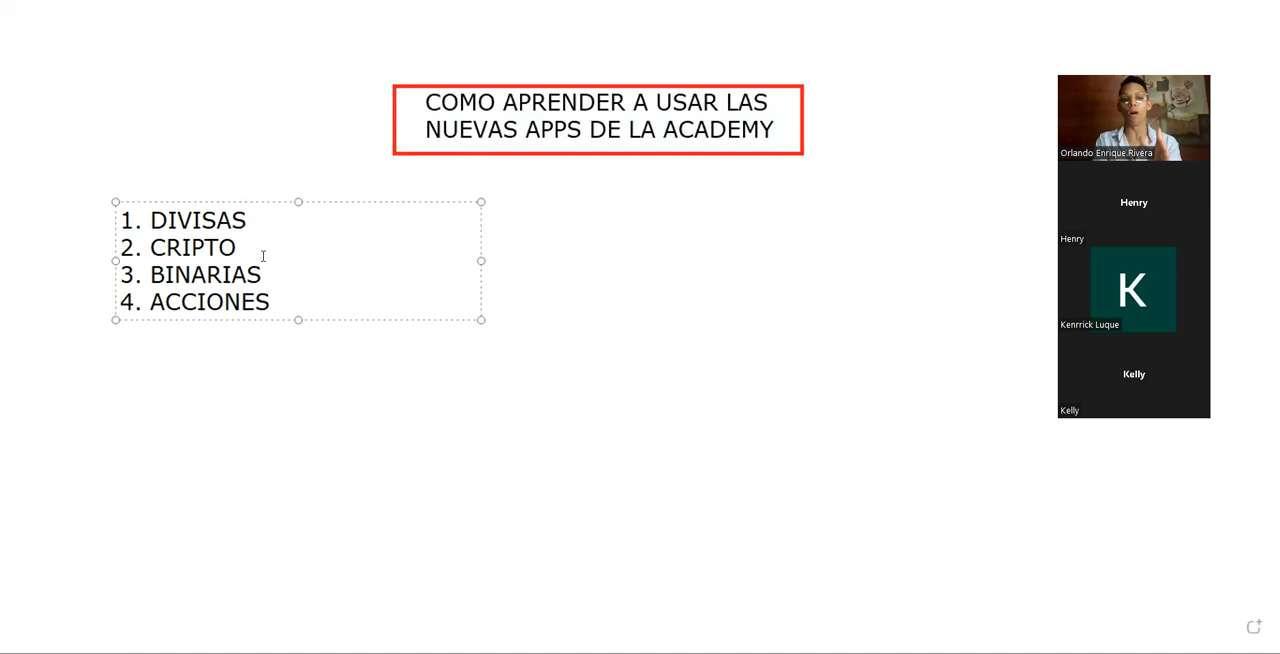 COMO APRENDER A USAR LAS
NUEVAS APPS DE LA ACADEMY
1. DIVISAS
2. CRIPTO
3. BINARIAS
4. ACCIONES
Orlando Enrique Rivera
Henry
Henry
K
Kenrrick Luque
Kelly
Kelly